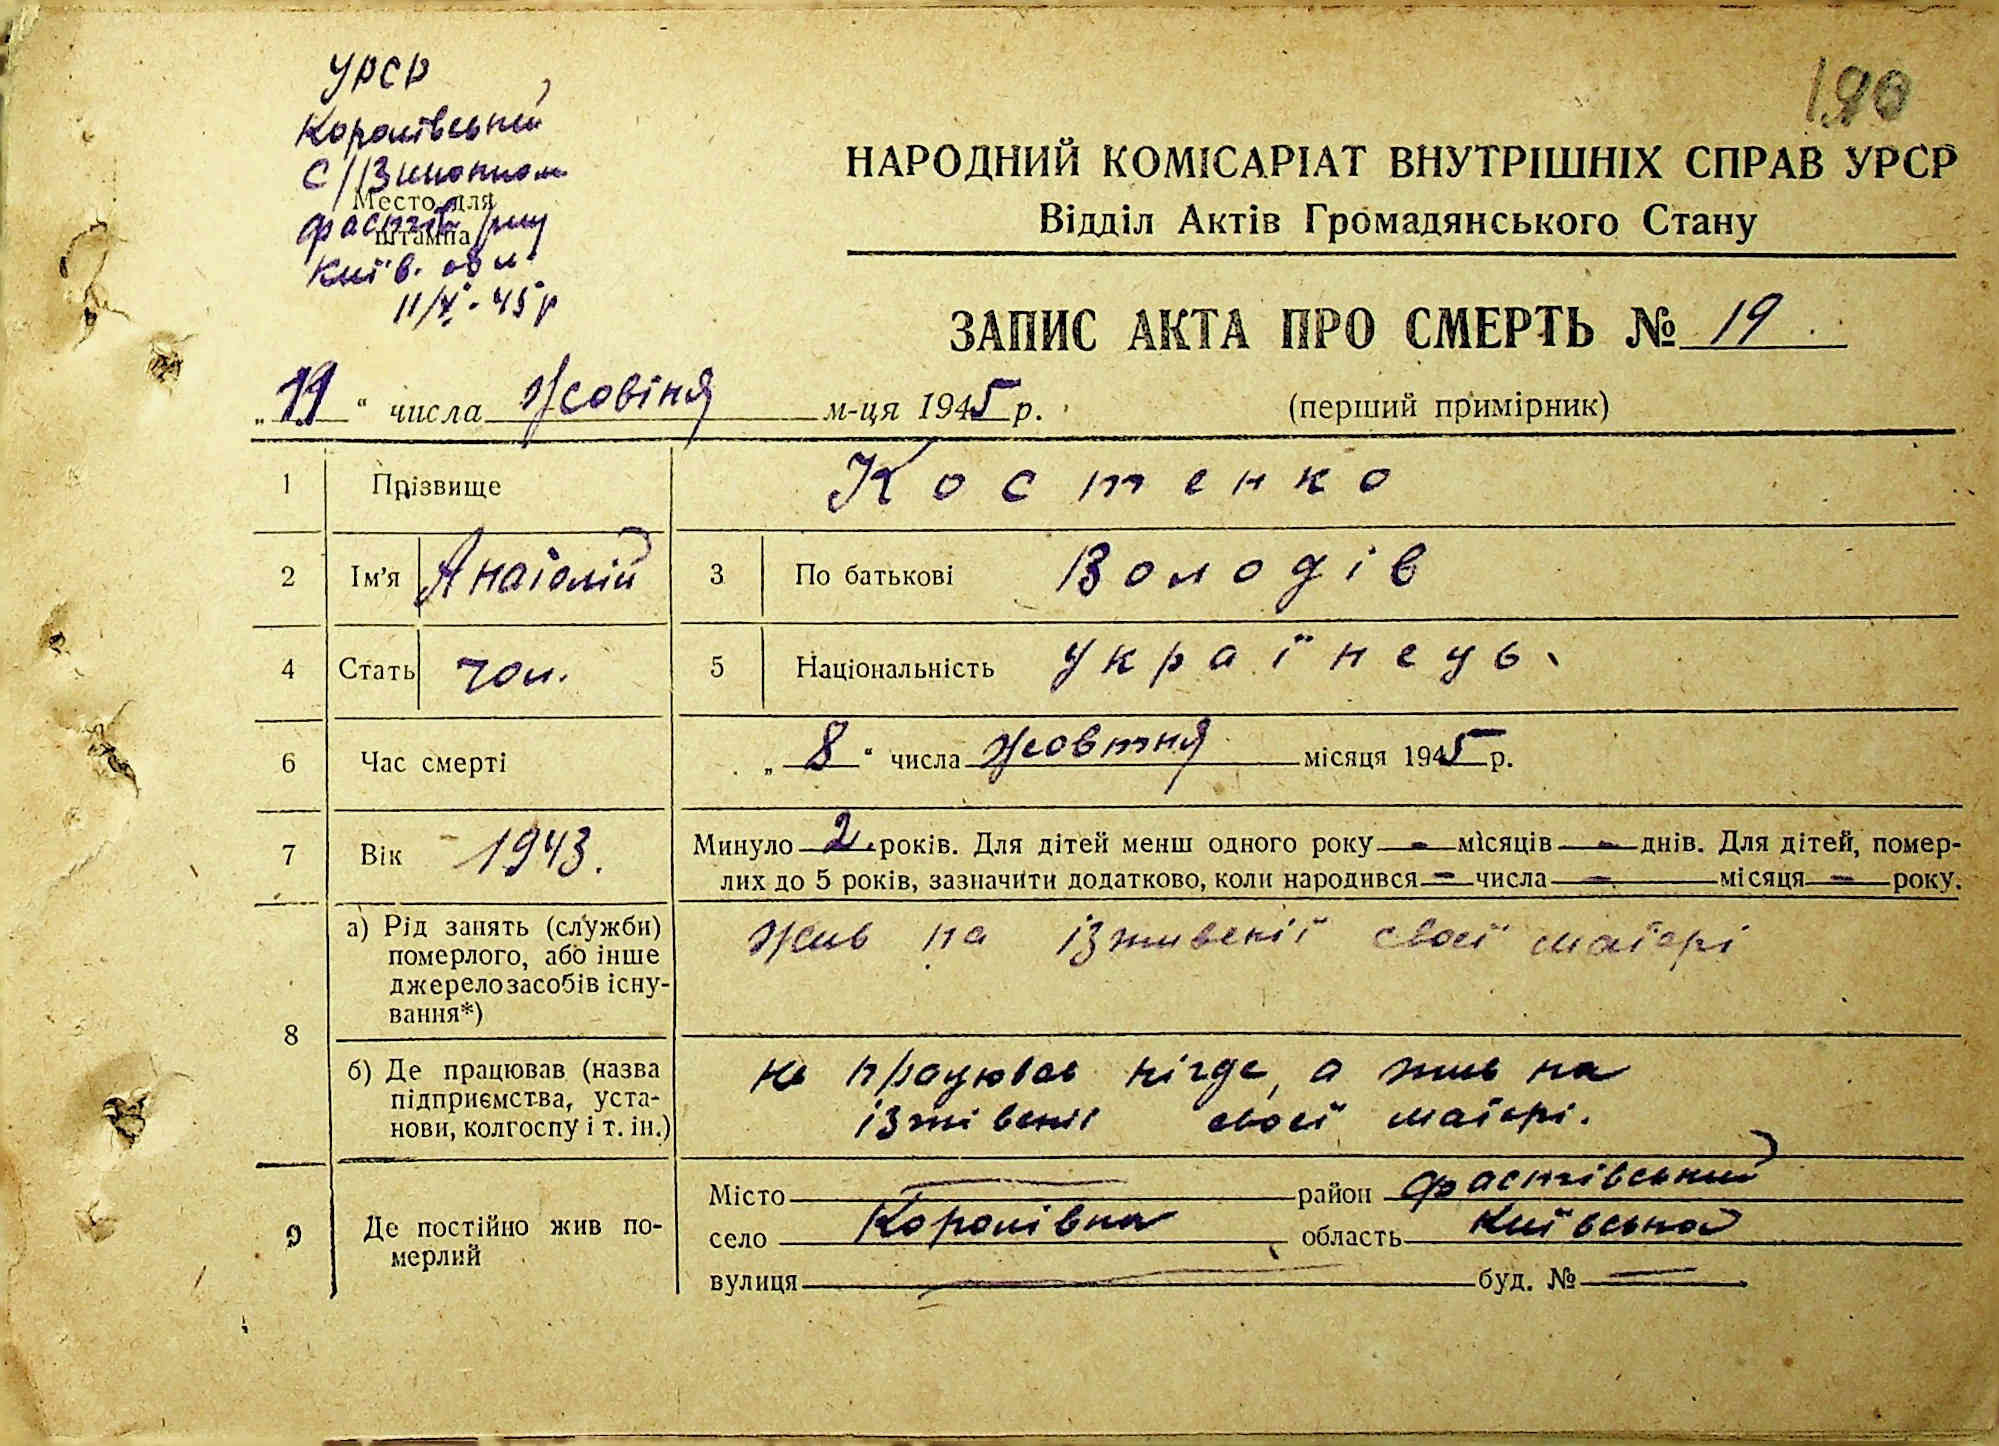 190
УРСР
Королівський
с/Виконком
Место для
штампа
Фастів р-ну
Київ. обл.
11/X-45 р
НАРОДНИЙ КОМІСАРІАТ ВНУТРІШНІХ СПРАВ УРСР
Відділ Актів Громадянського Стану
ЗАПИС АКТА ПРО СМЕРТЬ № 19.
„11“ числа Жовтня м-ця 1945 р. (перший примірник)
1 Прізвище Костенко
2 Ім’я Анатолій 3 По батькові Володів
4 Стать чол. 5 Національність українець.
6 Час смерті „8“ числа жовтня місяця 1945 р.
7 Вік - 1943. Минуло 2. років. Для дітей менш одного року - місяців - днів. Для дітей, помер-
лих до 5 років, зазначити додатково, коли народився - числа - місяця - року.
8
а) Рід занять (служби)
померлого, або інше
джерело засобів існу-
вання*)
жив на ізживенії своєї матері
б) Де працював (назва
підприємства, уста-
нови, колгоспу і т. ін.)
не працював нігде, а жив на
ізживенії своєї матері.
9 Де постійно жив по-
мерлий
Місто — район Фастівський
село Королівка область Київська
вулиця — буд. № —